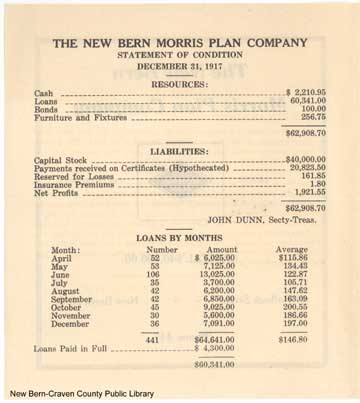 THE NEW BERN MORRIS PLAN COMPANY
STATEMENT OF CONDITION
DECEMBER 31, 1917
RESOURCES:
Cash $ 2,210.95
Loans 60,341.00
Bonds 100.00
Furniture and Fixtures 256.75
$62,908.70
LIABILITIES:
Capital Stock $40,000.00
Payments received on Certificates (Hypothecated) 20,823.50
Reserved for Losses 161.85
Insurance Premiums 1.80
Net Profits 1,921.55
$62,908.70
JOHN DUNN, Secty-Treas.
LOANS BY MONTHS
Month: Number Amount Average
April 52 $ 6,025.00 $115.86
May 53 7,125.00 134.43
June 106 13,025.00 122.87
July 35 3,700.00 105.71
August 42 6,200.00 147.62
September 42 6,850.00 163.09
October 45 9,025.00 200.55
November 30 5,600.00 186.66
December 36 7,091.00 197.00
441 $64,641.00 $146.80
Loans Paid in Full $ 4,300.00
$60,341.00
New Bern-Craven County Public Library